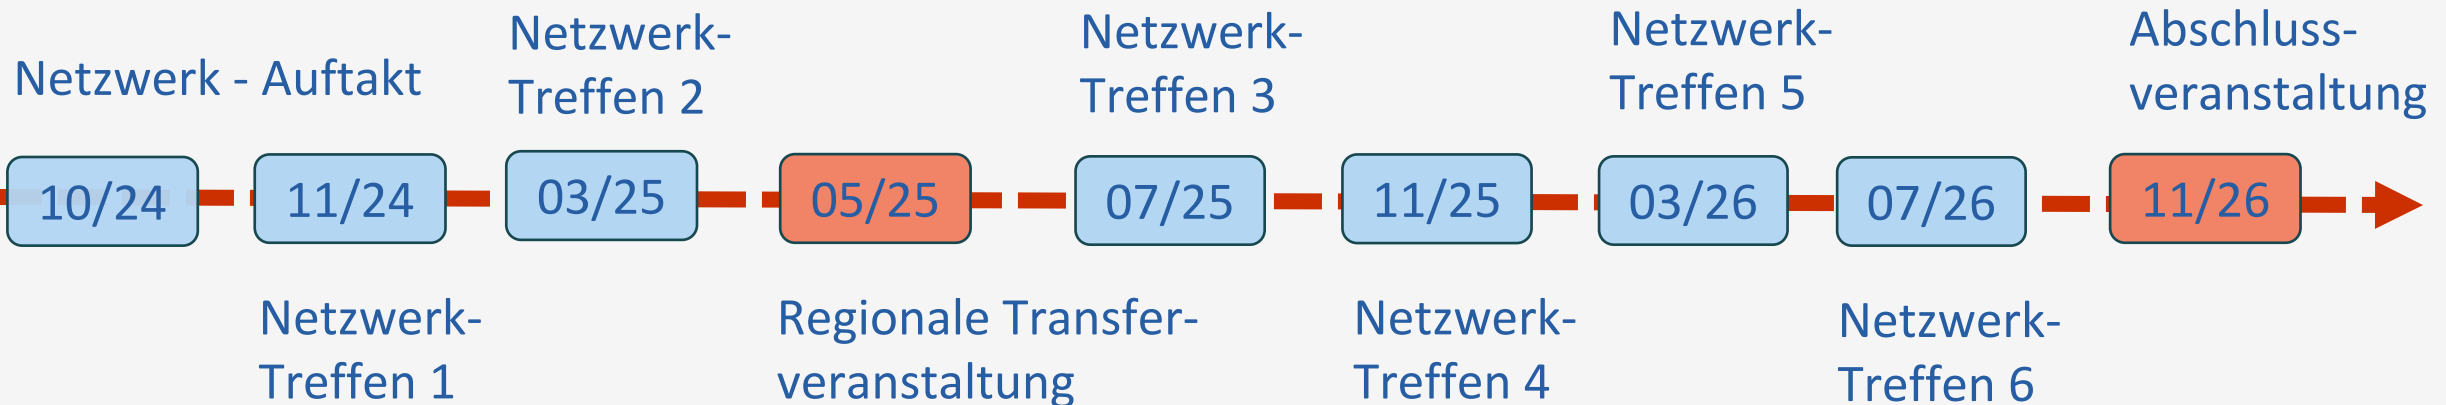 Netzwerk - Auftakt
Netzwerk-
Treffen 2
Netzwerk-
Treffen 3
Netzwerk-
Treffen 5
Abschluss-
veranstaltung
10/24
11/24
03/25
05/25
07/25
11/25
03/26
07/26
11/26
Netzwerk-
Treffen 1
Regionale Transfer-
veranstaltung
Netzwerk-
Treffen 4
Netzwerk-
Treffen 6